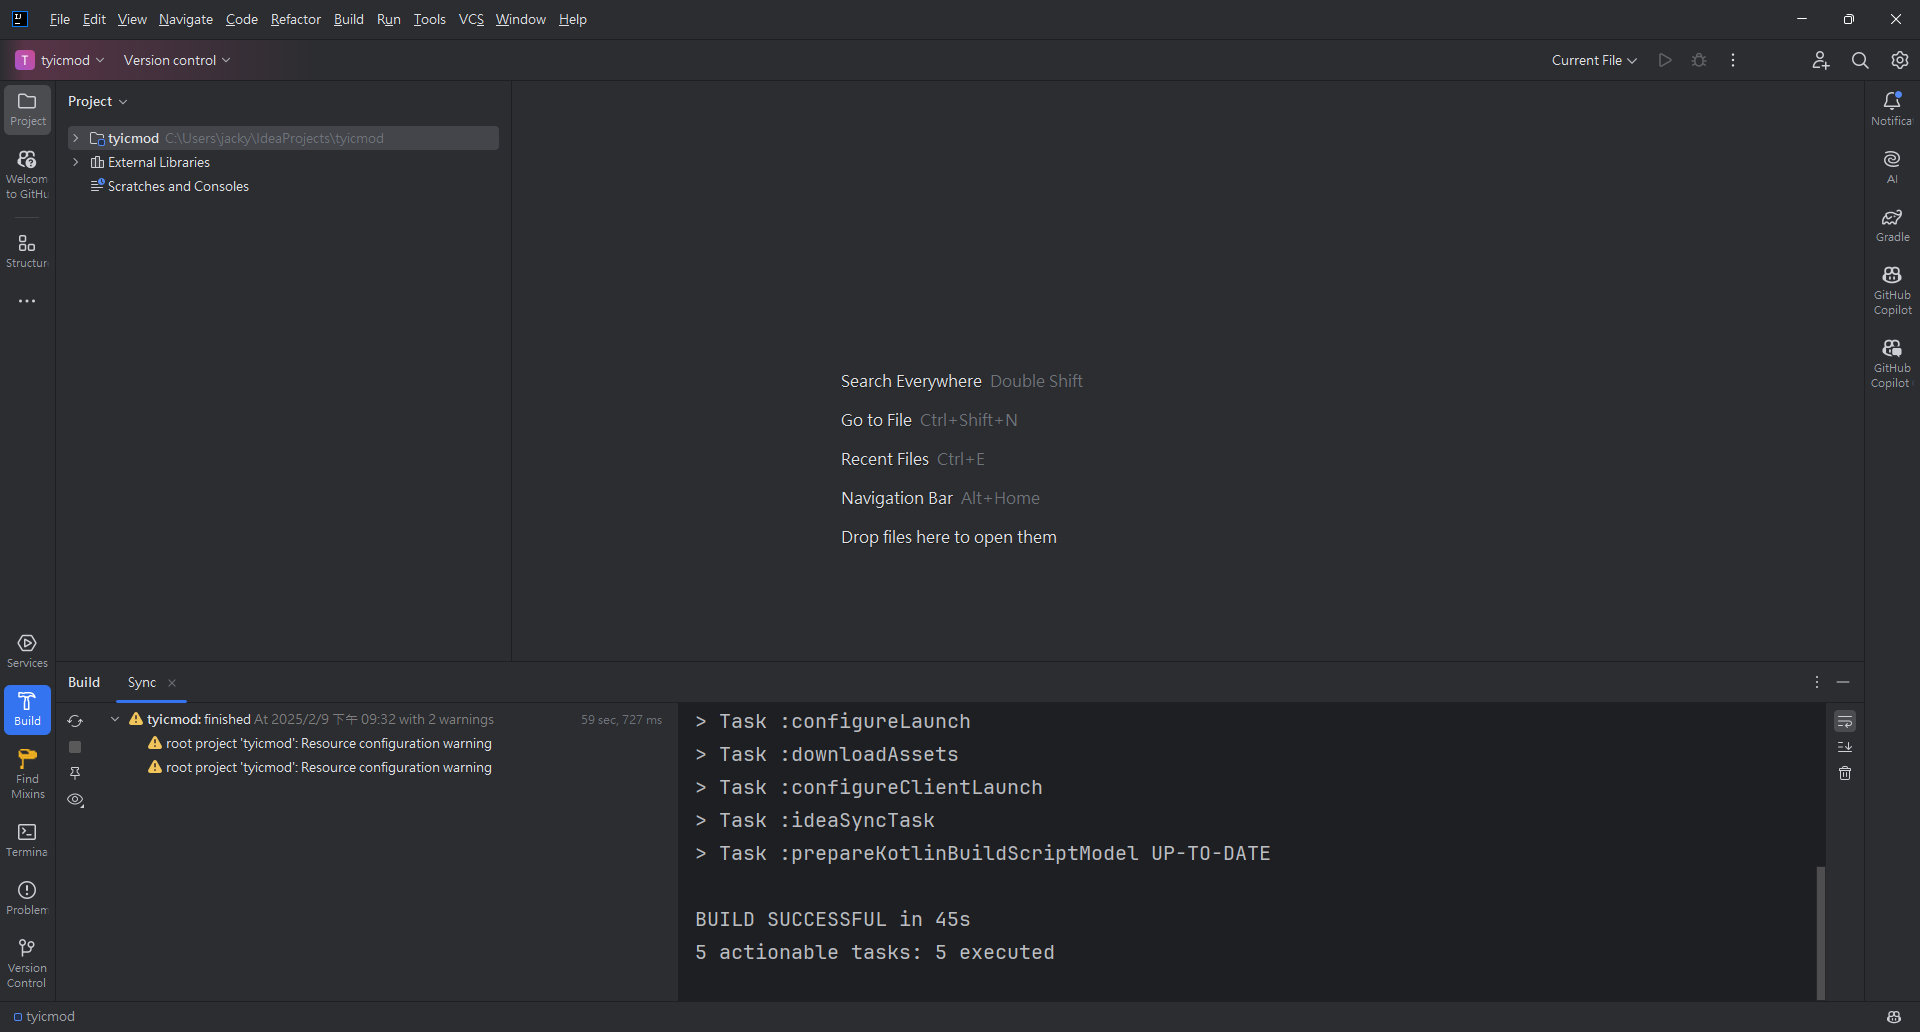 File Edit View Navigate Code Refactor Build Run Tools VCS Window Help
T tyicmod Version control
Current File
Project
Welcom
to GitHu
Structur
Project
tyicmod C:\Users\jacky\IdeaProjects\tyicmod
External Libraries
Scratches and Consoles
Search Everywhere Double Shift
Go to File Ctrl+Shift+N
Recent Files Ctrl+E
Navigation Bar Alt+Home
Drop files here to open them
Notifica
AI
Gradle
GitHub
Copilot
GitHub
Copilot
Services
Build
Find
Mixins
Termina
Problem
Version
Control
Build Sync
tyicmod: finished At 2025/2/9 下午 09:32 with 2 warnings 59 sec, 727 ms
root project 'tyicmod': Resource configuration warning
root project 'tyicmod': Resource configuration warning
> Task :configureLaunch
> Task :downloadAssets
> Task :configureClientLaunch
> Task :ideaSyncTask
> Task :prepareKotlinBuildScriptModel UP-TO-DATE
BUILD SUCCESSFUL in 45s
5 actionable tasks: 5 executed
tyicmod